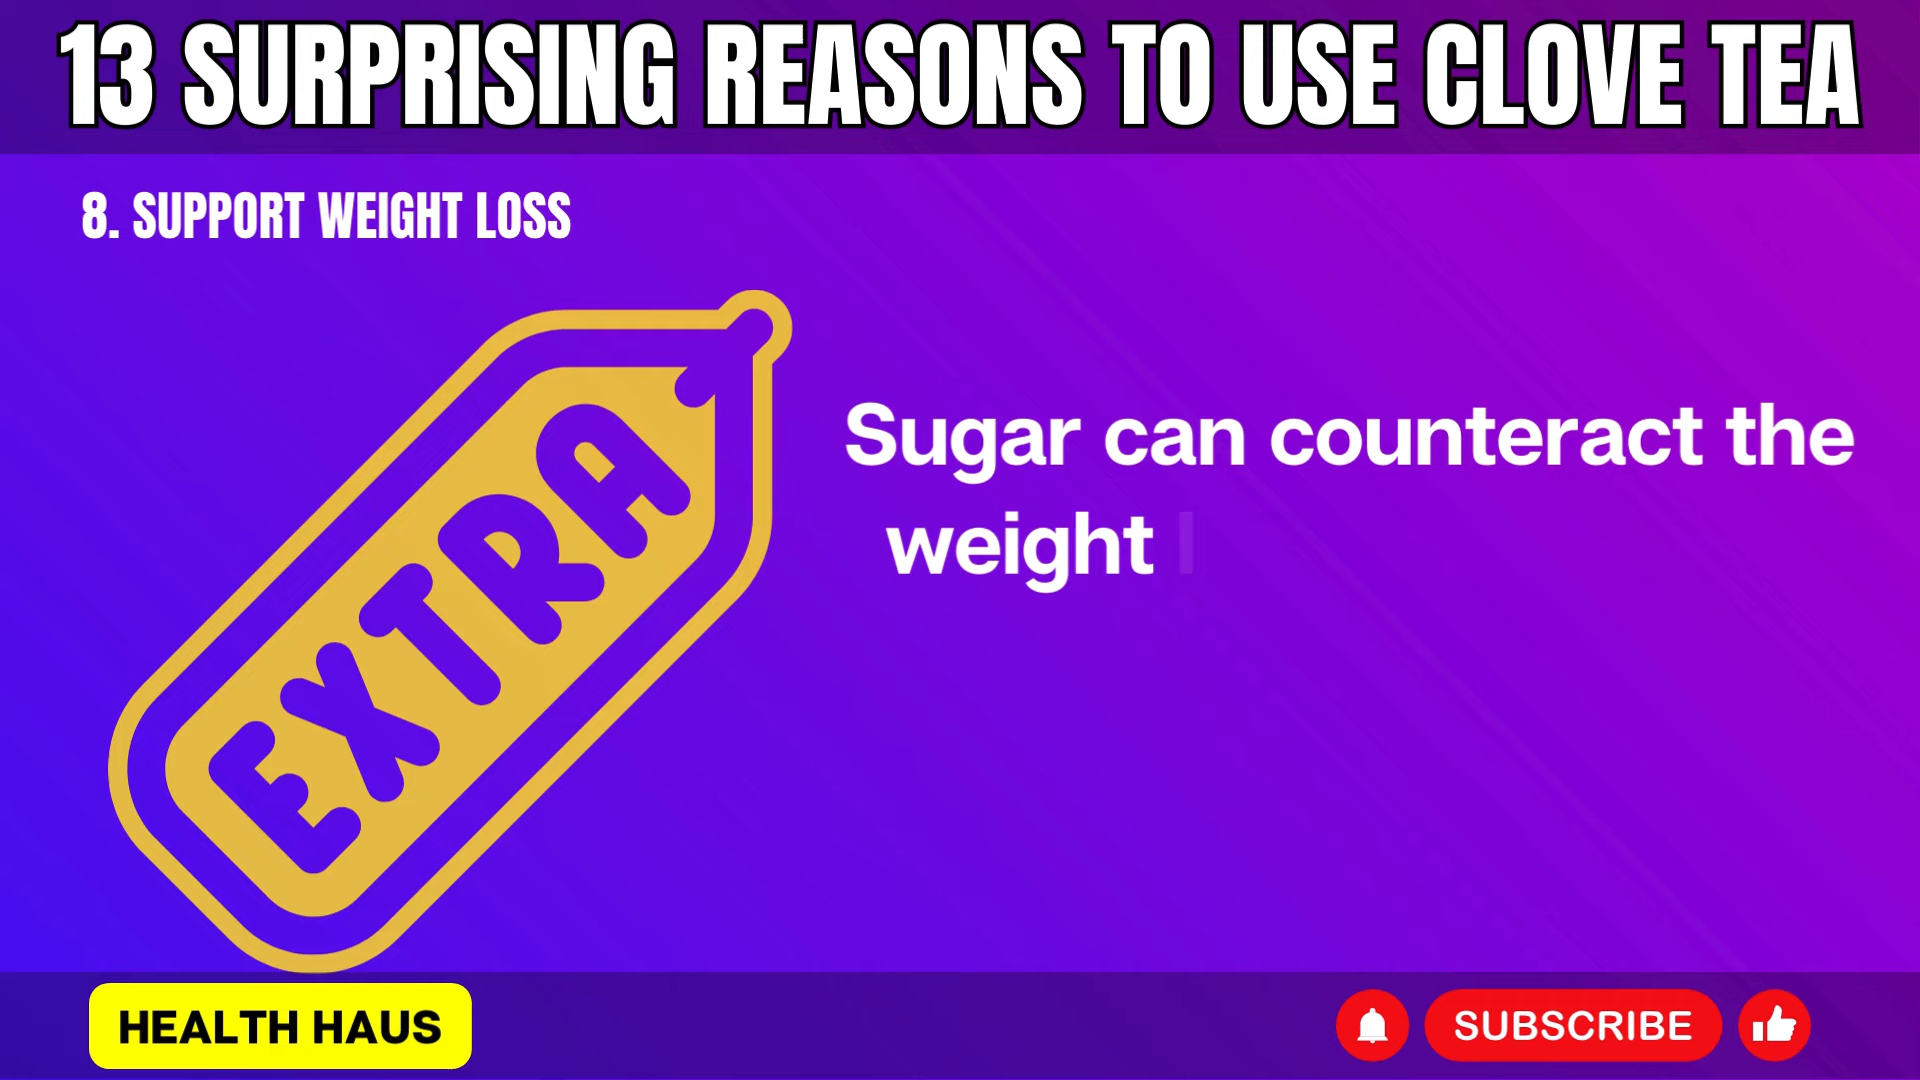 13 SURPRISING REASONS TO USE CLOVE TEA
8. SUPPORT WEIGHT LOSS
EXTRA
Sugar can counteract the
weight l
HEALTH HAUS
SUBSCRIBE